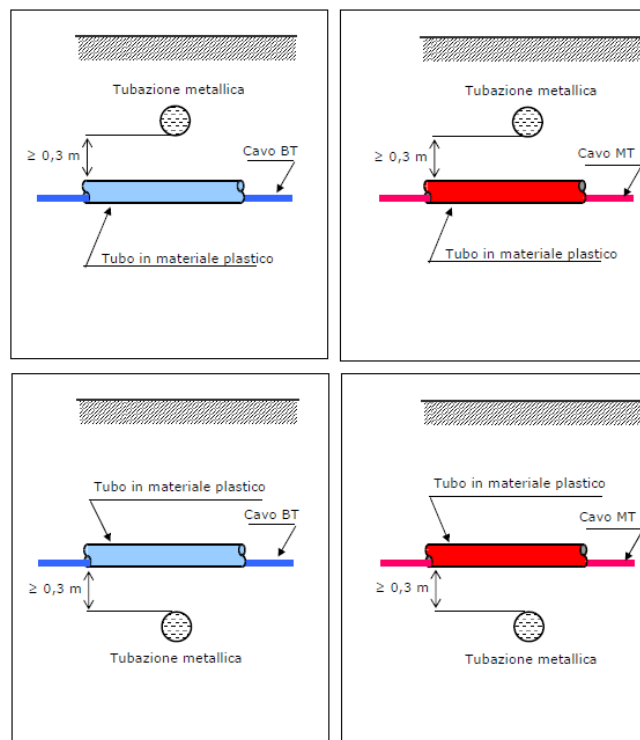 Tubazione metallica
≥ 0,3 m
Cavo BT
Tubo in materiale plastico
Tubazione metallica
≥ 0,3 m
Cavo MT
Tubo in materiale plastico
Tubo in materiale plastico
Cavo BT
≥ 0,3 m
Tubazione metallica
Tubo in materiale plastico
Cavo MT
≥ 0,3 m
Tubazione metallica